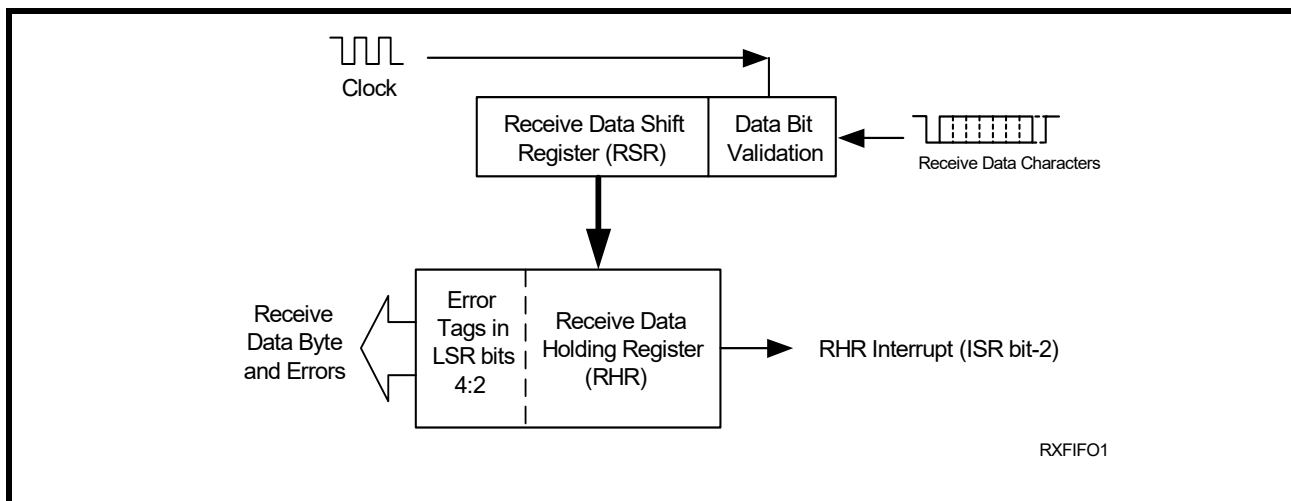 Clock
Receive Data Shift
Register (RSR)
Data Bit
Validation
Receive Data Characters
Receive
Data Byte
and Errors
Error
Tags in
LSR bits
4:2
Receive Data
Holding Register
(RHR)
RHR Interrupt (ISR bit-2)
RXFIFO1